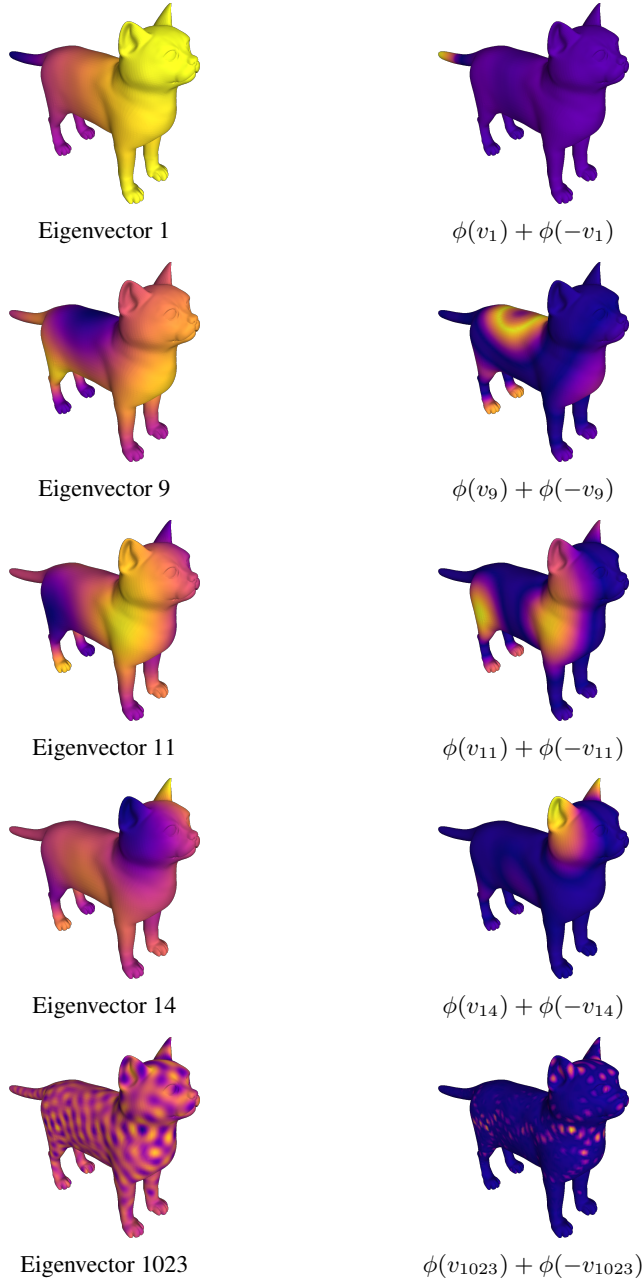 Eigenvector 1
ϕ(v₁) + ϕ(−v₁)
Eigenvector 9
ϕ(v₉) + ϕ(−v₉)
Eigenvector 11
ϕ(v₁₁) + ϕ(−v₁₁)
Eigenvector 14
ϕ(v₁₄) + ϕ(−v₁₄)
Eigenvector 1023
ϕ(v₁₀₂₃) + ϕ(−v₁₀₂₃)